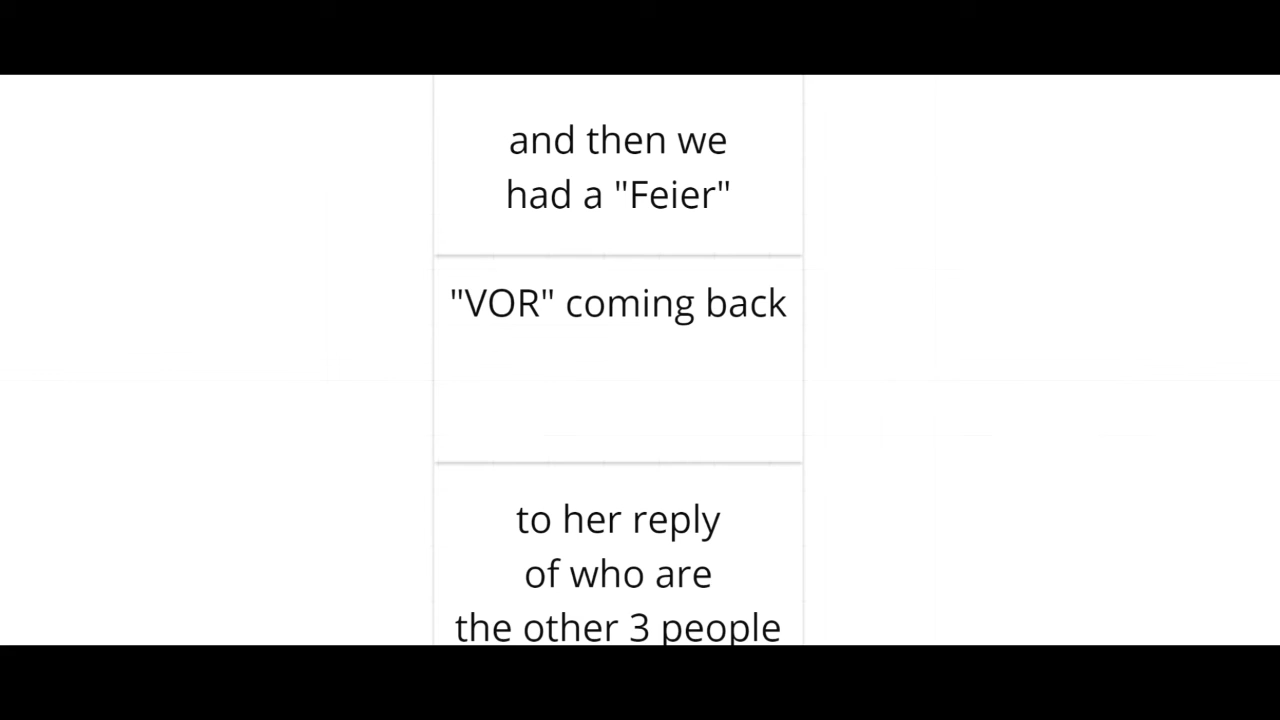 and then we
had a "Feier"
"VOR" coming back
to her reply
of who are
the other 3 people